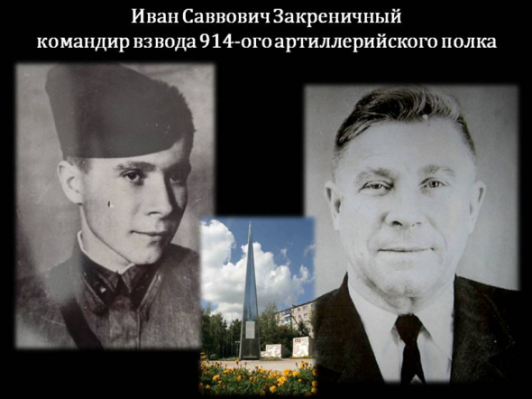 Иван Саввович Закреничный
командир взвода 914-ого артиллерийского полка